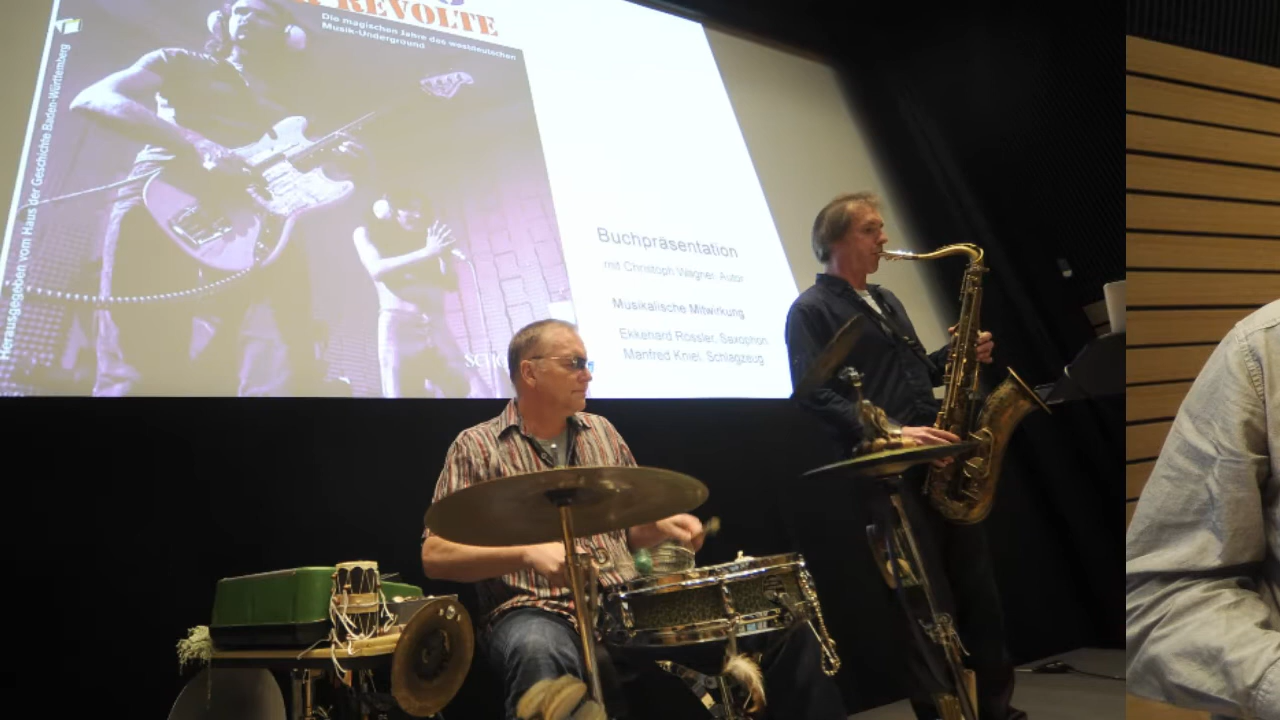 REVOLTE
Die magischen Jahre des westdeutschen
Musik-Underground
Herausgegeben vom Haus der Geschichte Baden-Württemberg
Buchpräsentation
mit Christoph Wagner, Autor
Musikalische Mitwirkung
Ekkehard Rössler, Saxophon
Manfred Kniel, Schlagzeug